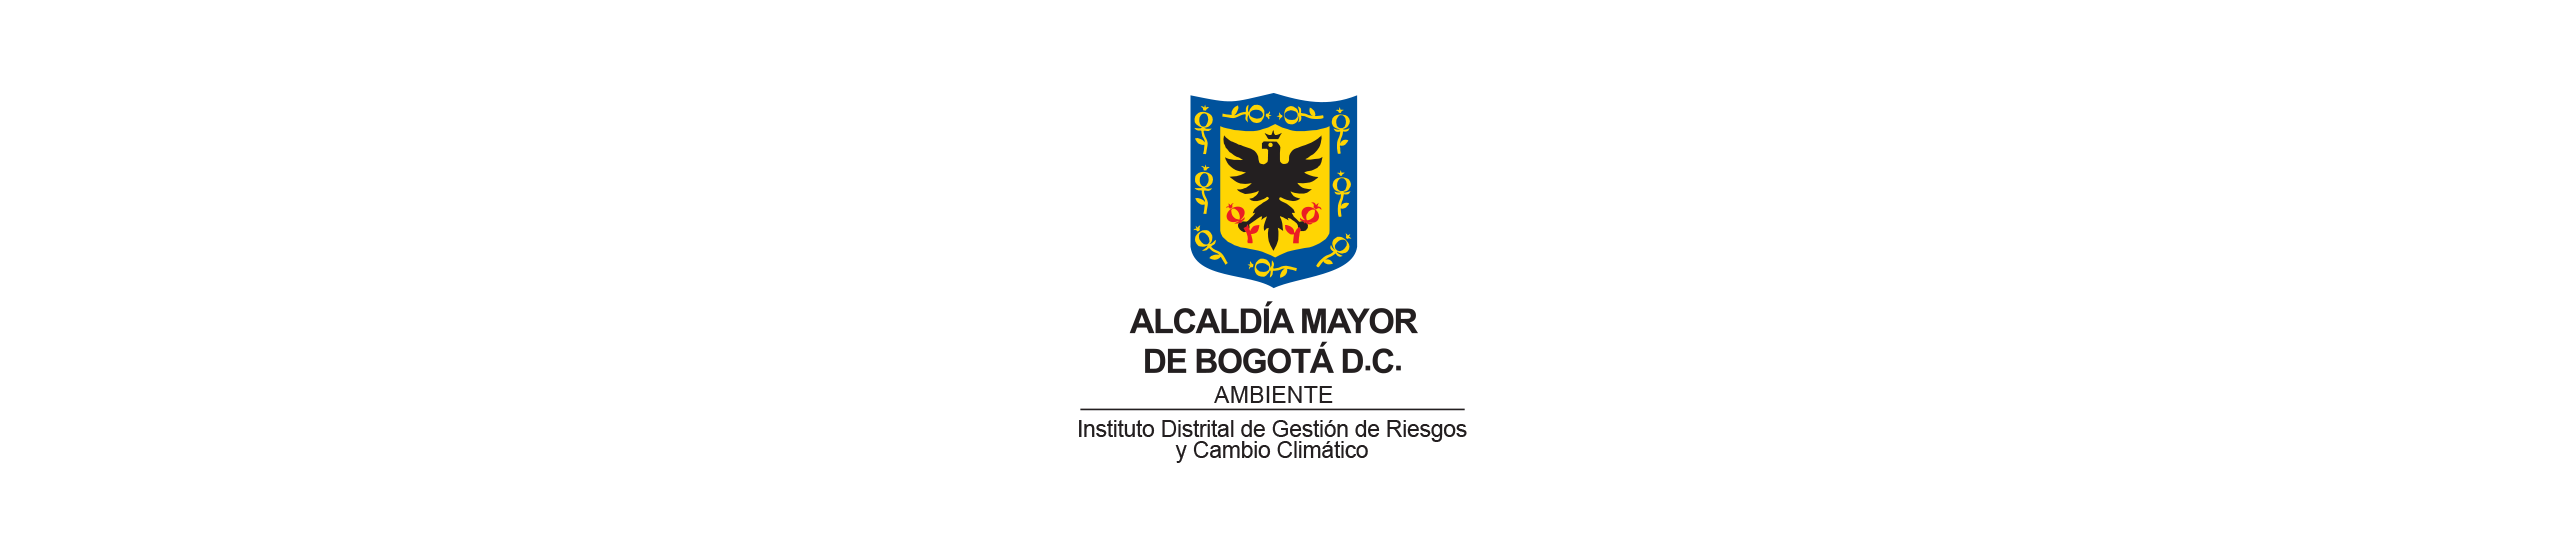 ALCALDÍA MAYOR
DE BOGOTÁ D.C.
AMBIENTE
Instituto Distrital de Gestión de Riesgos
y Cambio Climático